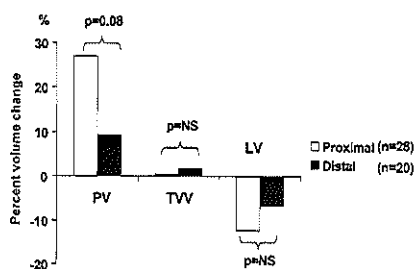 %
p=0.08
30
20
p=NS
10
LV
Proximal (n=28)
Distal (n=20)
0
PV
TVV
-10
p=NS
-20
Percent volume change